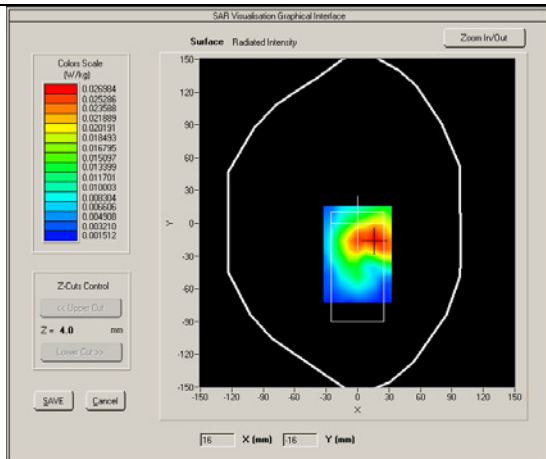 SAR Visualisation Graphical Interface
Surface Radiated Intensity
Zoom In/Out
Colors Scale
(W/kg)
0.026984
0.025286
0.023588
0.021889
0.020191
0.018493
0.016795
0.015097
0.013399
0.011701
0.010003
0.008304
0.006606
0.004908
0.003210
0.001512
Z-Cuts Control
<< Upper Cut
Z = 4.0 mm
Lower Cut >>
SAVE Cancel
150
120
90
60
30
0
-30
-60
-90
-120
-150
Y
-150 -120 -90 -60 -30 0 30 60 90 120 150
X
16 X (mm) -16 Y (mm)